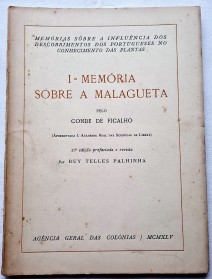 "MEMÓRIAS SÔBRE A INFLUÊNCIA DOS
DESCOBRIMENTOS DOS PORTUGUESES NO
CONHECIMENTO DAS PLANTAS"
I - MEMÓRIA
SÔBRE A MALAGUETA
PELO
CONDE DE FICALHO
(APRESENTADA À ACADEMIA REAL DAS SCIENCIAS DE LISBOA)
2.ª edição prefaciada e revista
Por RUY TELLES PALHINHA
AGÊNCIA GERAL DAS COLÓNIAS / MCMXLV